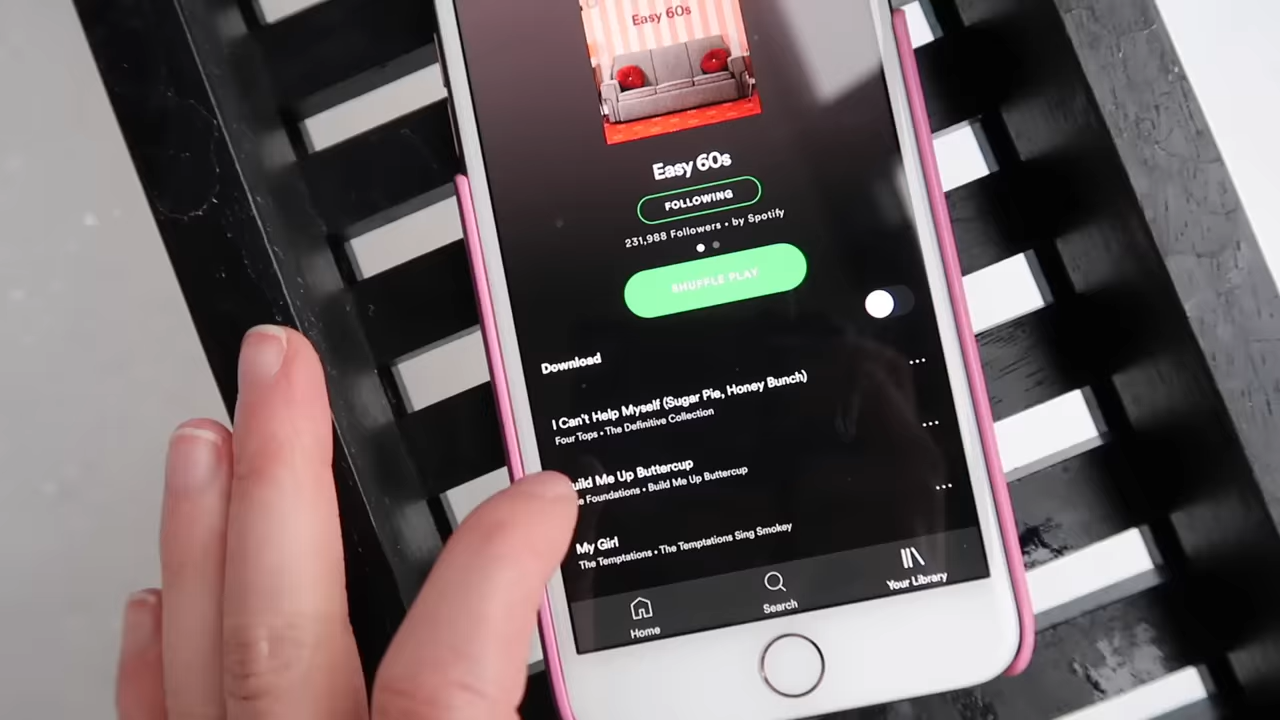 Easy 60s
Easy 60s
FOLLOWING
231,988 Followers • by Spotify
SHUFFLE PLAY
Download
I Can't Help Myself (Sugar Pie, Honey Bunch)
Four Tops • The Definitive Collection
uild Me Up Buttercup
e Foundations • Build Me Up Buttercup
My Girl
The Temptations • The Temptations Sing Smokey
Home
Search
Your Library